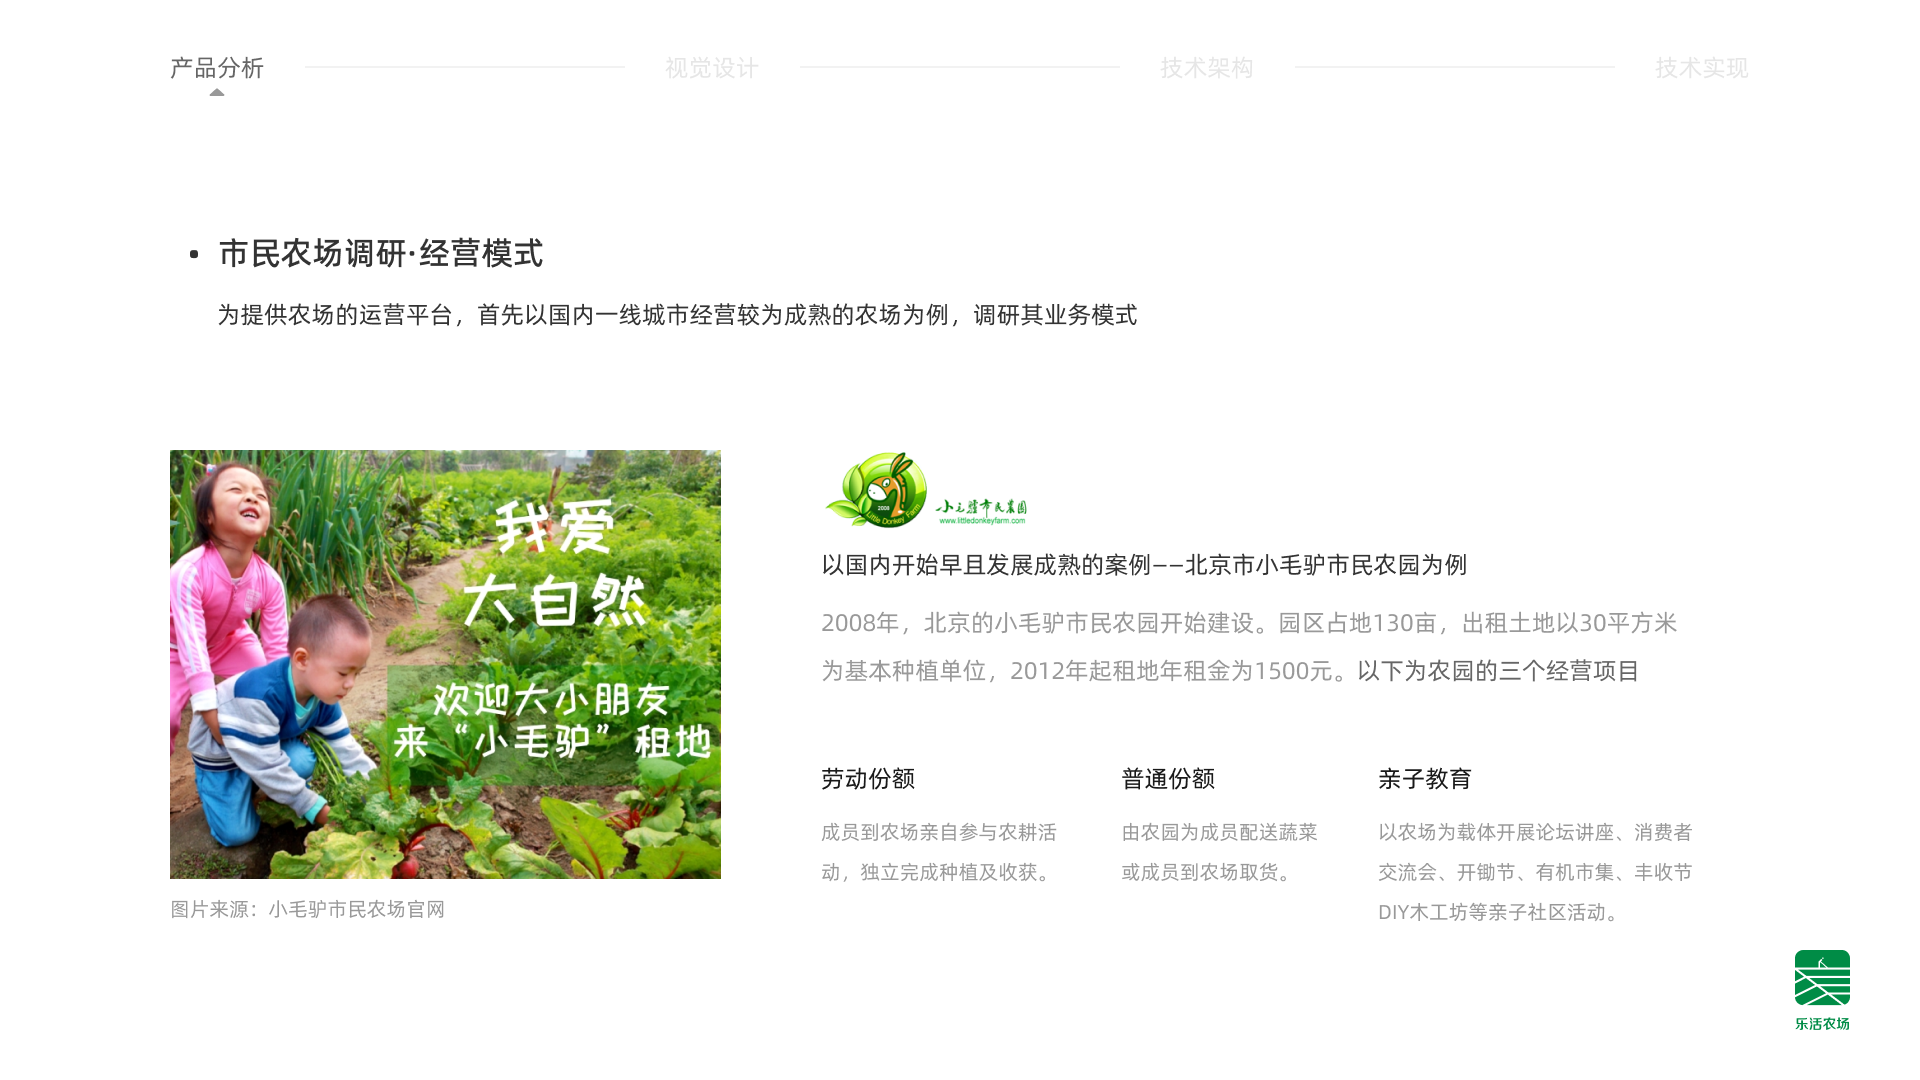 产品分析
视觉设计
技术架构
技术实现
市民农场调研·经营模式
为提供农场的运营平台，首先以国内一线城市经营较为成熟的农场为例，调研其业务模式
我爱
大自然
欢迎大小朋友
来“小毛驴”租地
图片来源：小毛驴市民农场官网
2008
Little Donkey Farm
小毛驴市民農園
www.littledonkeyfarm.com
以国内开始早且发展成熟的案例——北京市小毛驴市民农园为例
2008年，北京的小毛驴市民农园开始建设。园区占地130亩，出租土地以30平方米
为基本种植单位，2012年起租地年租金为1500元。以下为农园的三个经营项目
劳动份额
成员到农场亲自参与农耕活
动，独立完成种植及收获。
普通份额
由农园为成员配送蔬菜
或成员到农场取货。
亲子教育
以农场为载体开展论坛讲座、消费者
交流会、开锄节、有机市集、丰收节
DIY木工坊等亲子社区活动。
乐活农场